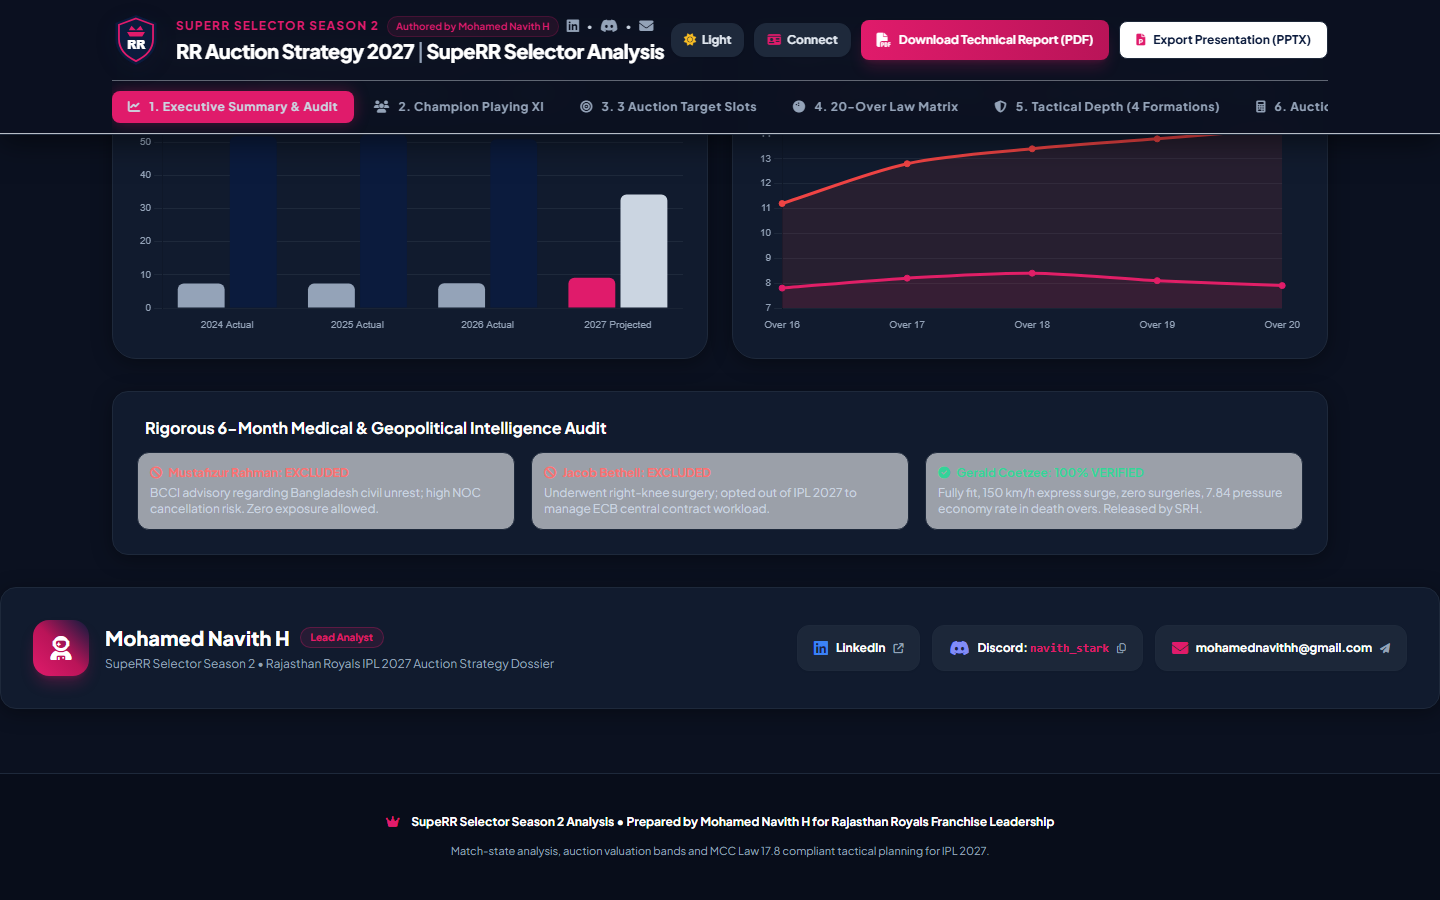 SUPERR SELECTOR SEASON 2
Authored by Mohamed Navith H
RR
RR Auction Strategy 2027 | SupeRR Selector Analysis
Light
Connect
Download Technical Report (PDF)
Export Presentation (PPTX)
1. Executive Summary & Audit
2. Champion Playing XI
3. 3 Auction Target Slots
4. 20-Over Law Matrix
5. Tactical Depth (4 Formations)
6. Auctic
50
40
30
20
10
0
2024 Actual
2025 Actual
2026 Actual
2027 Projected
13
12
11
10
9
8
7
Over 16
Over 17
Over 18
Over 19
Over 20
Rigorous 6-Month Medical & Geopolitical Intelligence Audit
Mustafizur Rahman: EXCLUDED
BCCI advisory regarding Bangladesh civil unrest; high NOC
cancellation risk. Zero exposure allowed.
Jacob Bethell: EXCLUDED
Underwent right-knee surgery; opted out of IPL 2027 to
manage ECB central contract workload.
Gerald Coetzee: 100% VERIFIED
Fully fit, 150 km/h express surge, zero surgeries, 7.84 pressure
economy rate in death overs. Released by SRH.
Mohamed Navith H
Lead Analyst
SupeRR Selector Season 2 • Rajasthan Royals IPL 2027 Auction Strategy Dossier
LinkedIn
Discord: navith_stark
mohamednavithh@gmail.com
SupeRR Selector Season 2 Analysis • Prepared by Mohamed Navith H for Rajasthan Royals Franchise Leadership
Match-state analysis, auction valuation bands and MCC Law 17.8 compliant tactical planning for IPL 2027.